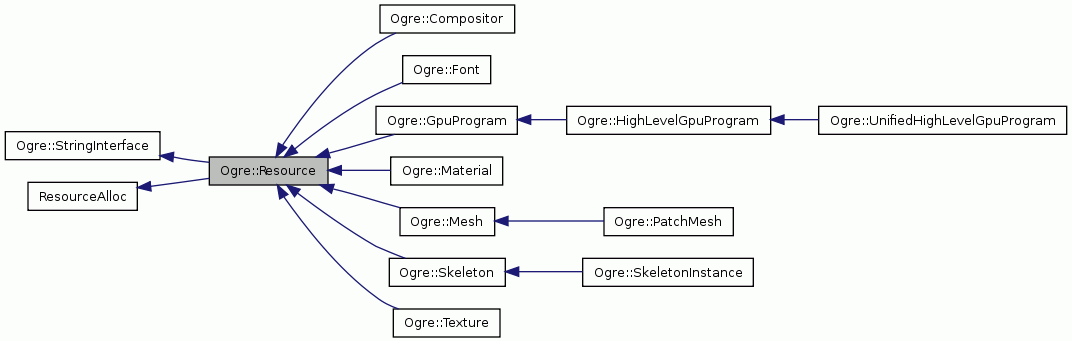 Ogre::Compositor
Ogre::Font
Ogre::GpuProgram
Ogre::HighLevelGpuProgram
Ogre::UnifiedHighLevelGpuProgram
Ogre::StringInterface
Ogre::Resource
Ogre::Material
ResourceAlloc
Ogre::Mesh
Ogre::PatchMesh
Ogre::Skeleton
Ogre::SkeletonInstance
Ogre::Texture